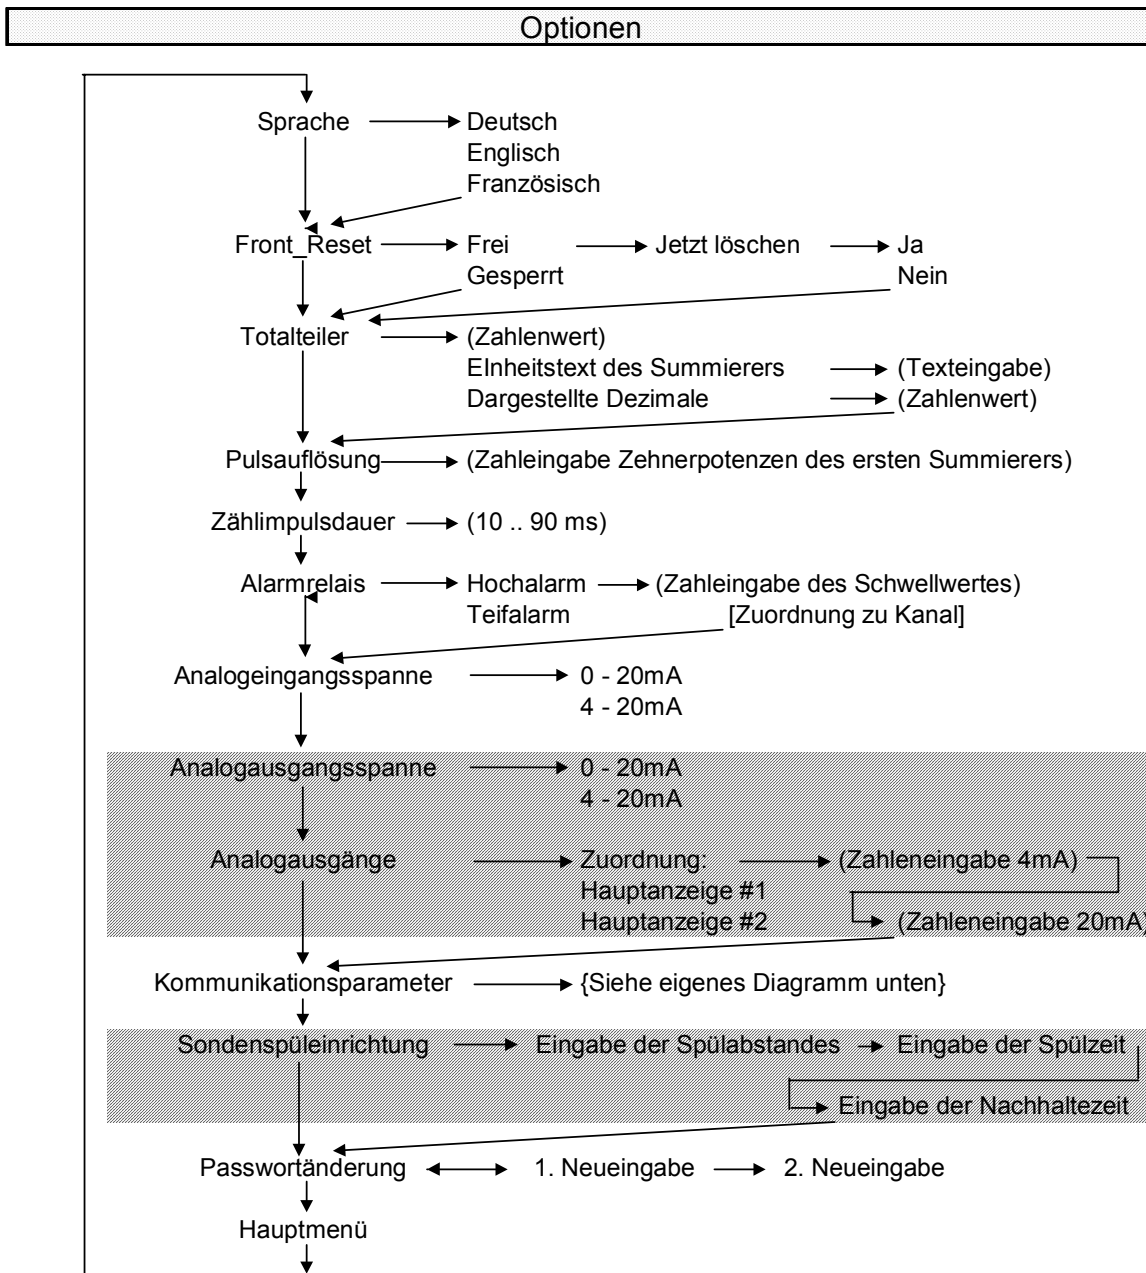 Optionen
Sprache Deutsch
Englisch
Französisch
Front_Reset Frei Jetzt löschen Ja
Gesperrt Nein
Totalteiler (Zahlenwert)
EInheitstext des Summierers (Texteingabe)
Dargestellte Dezimale (Zahlenwert)
Pulsauflösung (Zahleingabe Zehnerpotenzen des ersten Summierers)
Zählimpulsdauer (10 .. 90 ms)
Alarmrelais Hochalarm (Zahleingabe des Schwellwertes)
Teifalarm [Zuordnung zu Kanal]
Analogeingangsspanne 0 - 20mA
4 - 20mA
Analogausgangsspanne 0 - 20mA
4 - 20mA
Analogausgänge Zuordnung: (Zahleneingabe 4mA)
Hauptanzeige #1
Hauptanzeige #2 (Zahleneingabe 20mA)
Kommunikationsparameter {Siehe eigenes Diagramm unten}
Sondenspüleinrichtung Eingabe der Spülabstandes Eingabe der Spülzeit
Eingabe der Nachhaltezeit
Passwortänderung 1. Neueingabe 2. Neueingabe
Hauptmenü